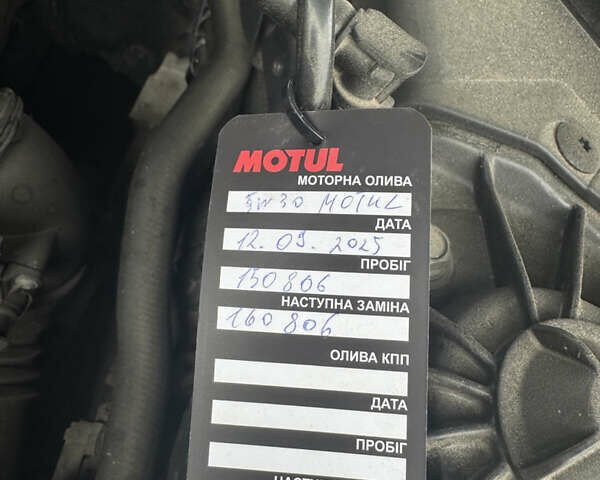 MOTUL
МОТОРНА ОЛИВА
5W30 MOTUL
ДАТА
12.09.2025
ПРОБІГ
150806
НАСТУПНА ЗАМІНА
160806
ОЛИВА КПП
ДАТА
ПРОБІГ